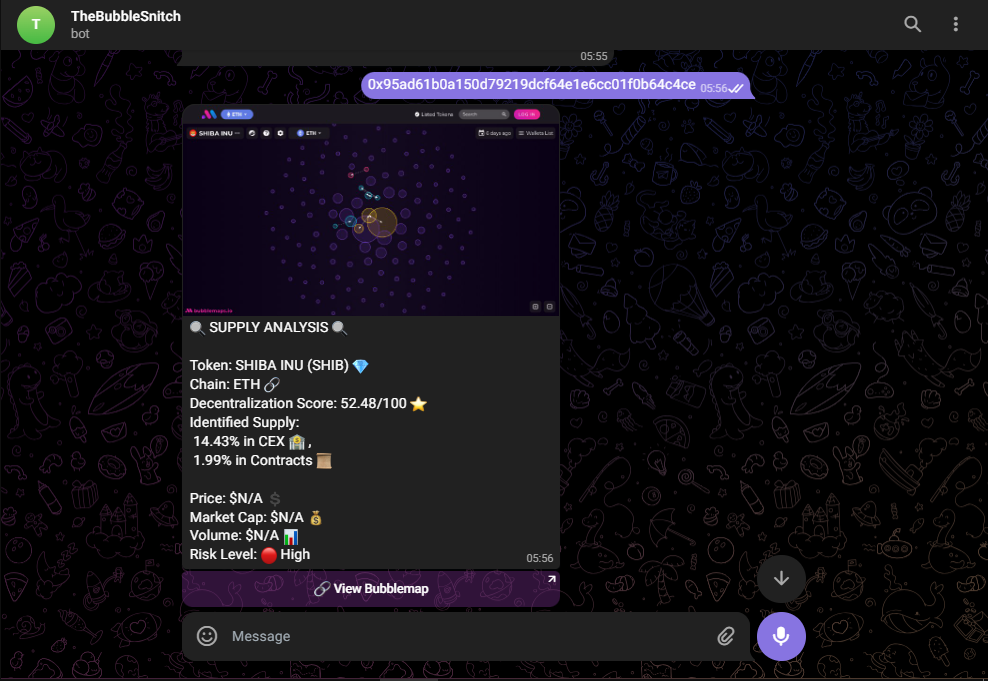 T
TheBubbleSnitch
bot
05:55
0x95ad61b0a150d79219dcf64e1e6cc01f0b64c4ce 05:56
ETH
Listed Tokens
Search
LOG IN
SHIBA INU
ETH
6 days ago
Wallets List
bubblemaps.io
SUPPLY ANALYSIS
Token: SHIBA INU (SHIB)
Chain: ETH
Decentralization Score: 52.48/100
Identified Supply:
14.43% in CEX ,
1.99% in Contracts
Price: $N/A
Market Cap: $N/A
Volume: $N/A
Risk Level: High
05:56
View Bubblemap
Message